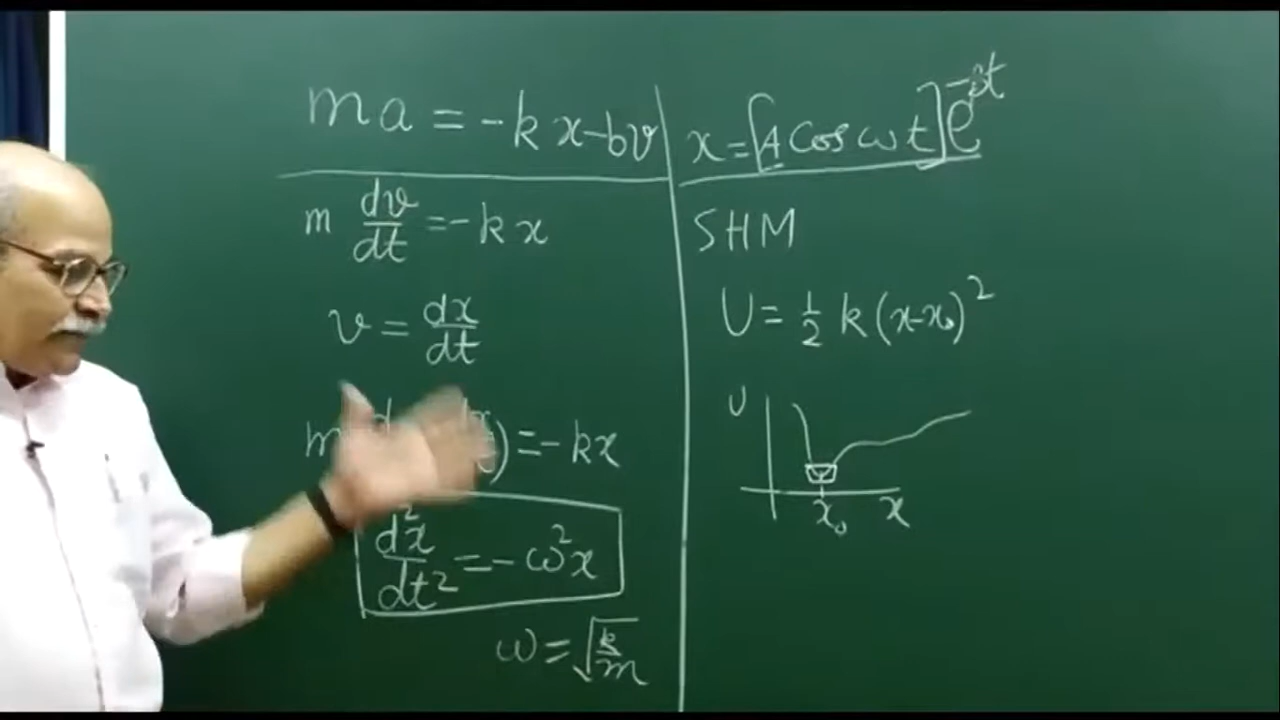 ma = -kx-bv
m dv/dt = -kx
v = dx/dt
= -kx
d²x/dt² = -ω²x
ω = √(k/m)
x = [A cos ωt] e
SHM
U = 1/2 k (x-x₀)²
U
x₀ x